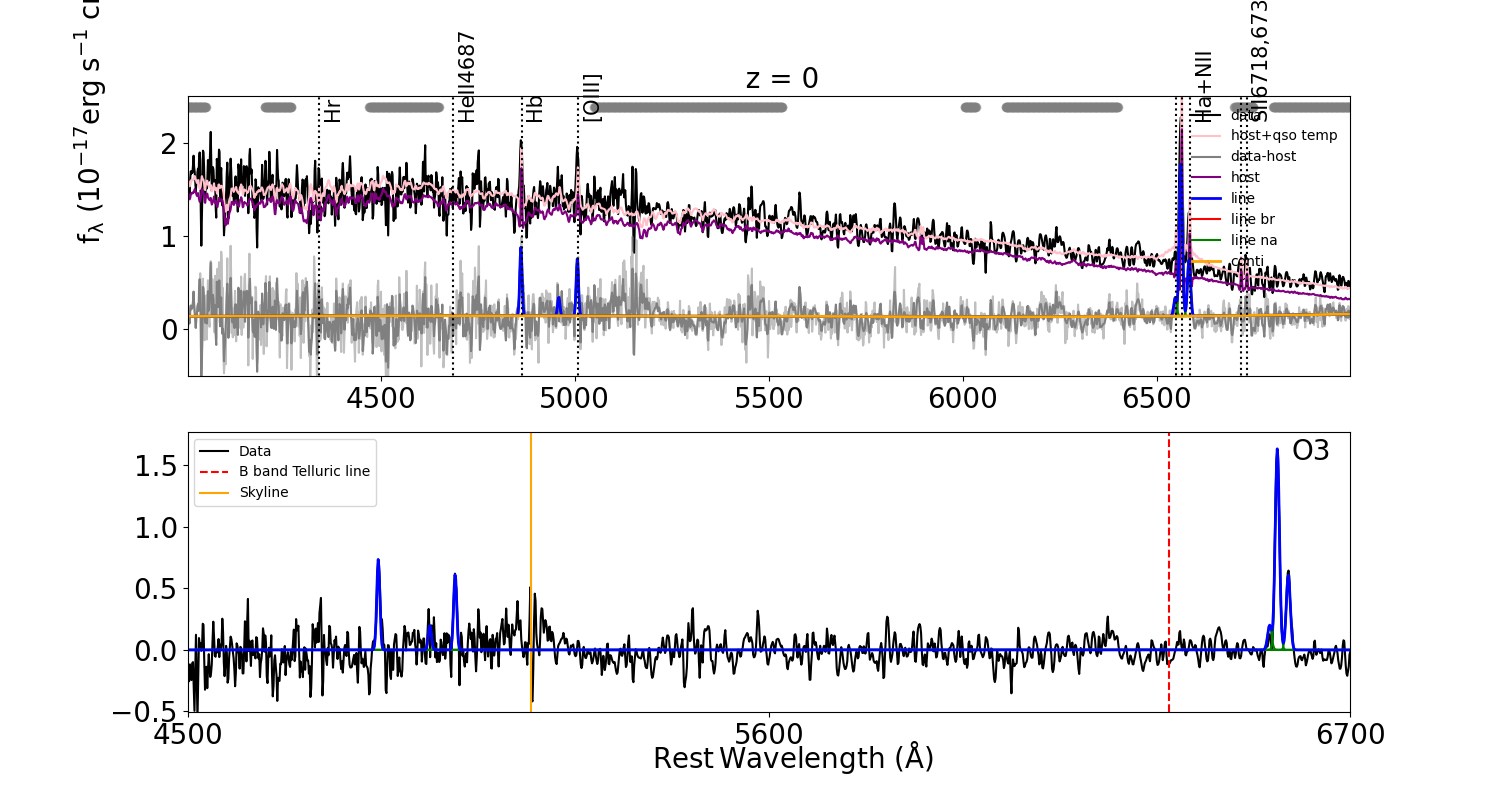 z = 0
f_λ (10^−17 erg s^−1
Hr
HeII4687
Hb
[OIII]
Ha+NII
SII6718,673
data
host+qso temp
data-host
host
line
line br
line na
conti
2
1
0
4500
5000
5500
6000
6500
Data
B band Telluric line
Skyline
O3
1.5
1.0
0.5
0.0
−0.5
4500
5600
6700
Rest Wavelength (Å)